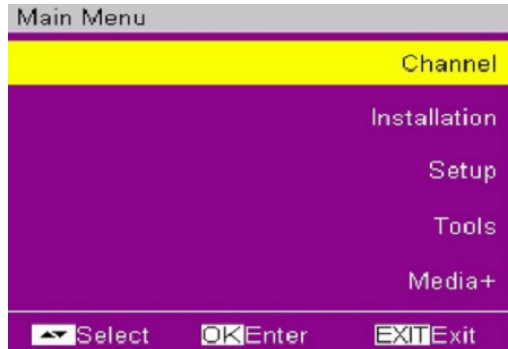 Main Menu
Channel
Installation
Setup
Tools
Media+
▲▼Select OKEnter EXITExit